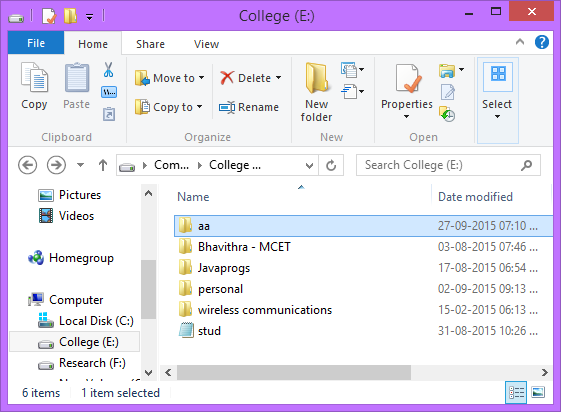 College (E:)
File Home Share View
Copy Paste Move to Copy to Delete Rename New folder Properties Select
Clipboard Organize New Open
Com... College ... Search College (E:)
Name Date modified
Pictures
Videos
Homegroup
Computer
Local Disk (C:)
College (E:)
Research (F:)
aa 27-09-2015 07:10 ...
Bhavithra - MCET 03-08-2015 07:46 ...
Javaprogs 17-08-2015 06:54 ...
personal 02-09-2015 09:13 ...
wireless communications 15-02-2015 06:13 ...
stud 31-08-2015 10:26 ...
6 items 1 item selected